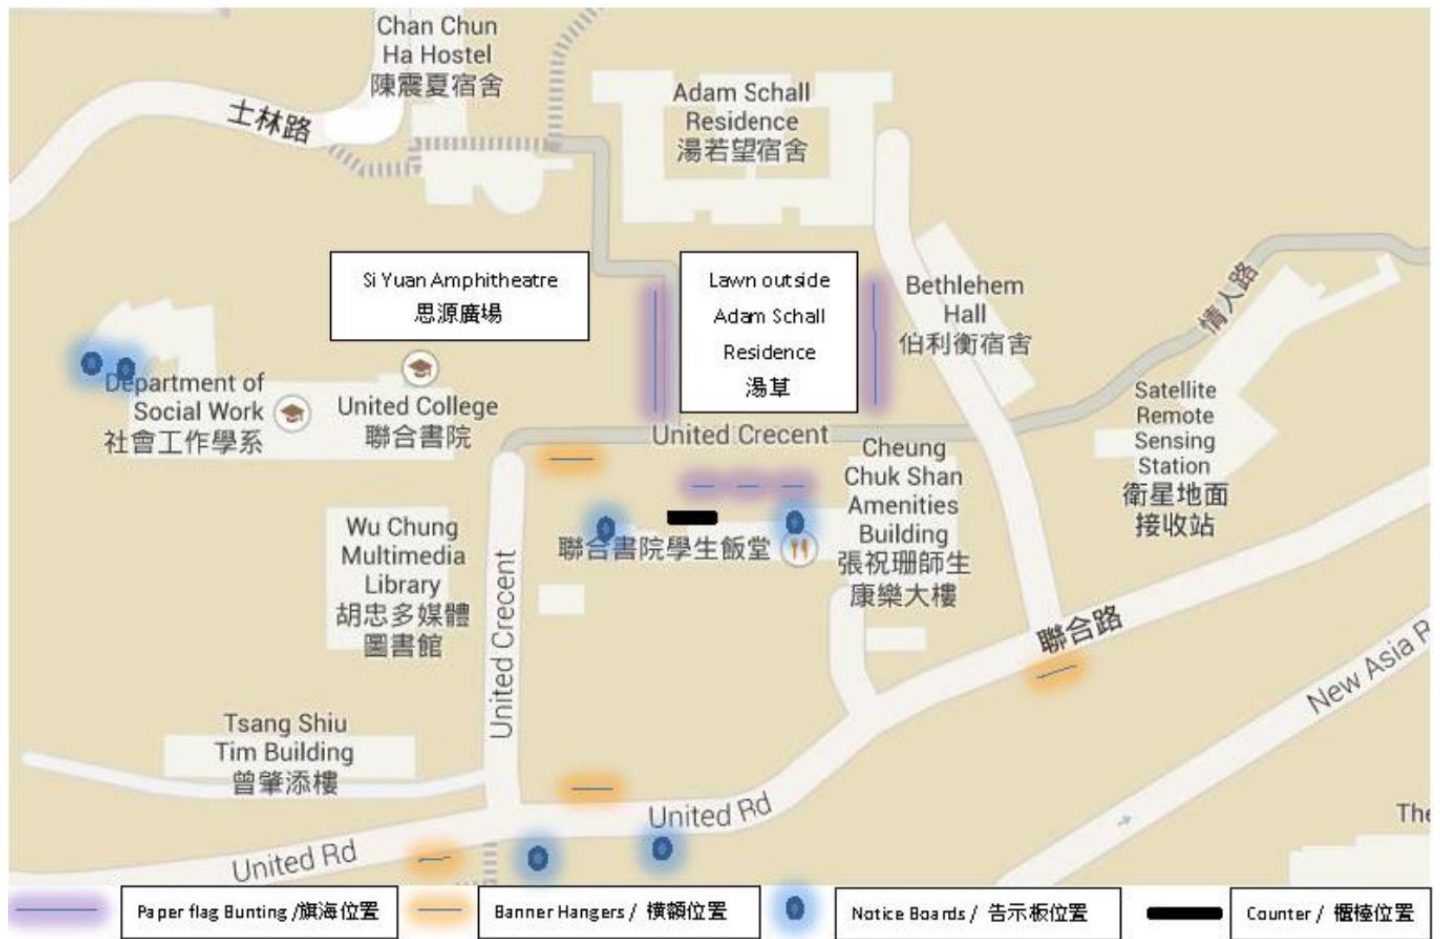 Chan Chun
Ha Hostel
陳震夏宿舍
士林路
Adam Schall
Residence
湯若望宿舍
Si Yuan Amphitheatre
思源廣場
Lawn outside
Adam Schall
Residence
湯草
Bethlehem
Hall
伯利衡宿舍
情人路
Department of
Social Work
社會工作學系
United College
聯合書院
United Crecent
Satellite
Remote
Sensing
Station
衛星地面
接收站
Cheung
Chuk Shan
Amenities
Building
張祝珊師生
康樂大樓
Wu Chung
Multimedia
Library
胡忠多媒體
圖書館
聯合書院學生飯堂
United Crecent
聯合路
New Asia R
Tsang Shiu
Tim Building
曾肇添樓
United Rd
United Rd
The
Paper flag Bunting /旗海位置
Banner Hangers / 橫額位置
Notice Boards / 告示板位置
Counter / 櫃檯位置